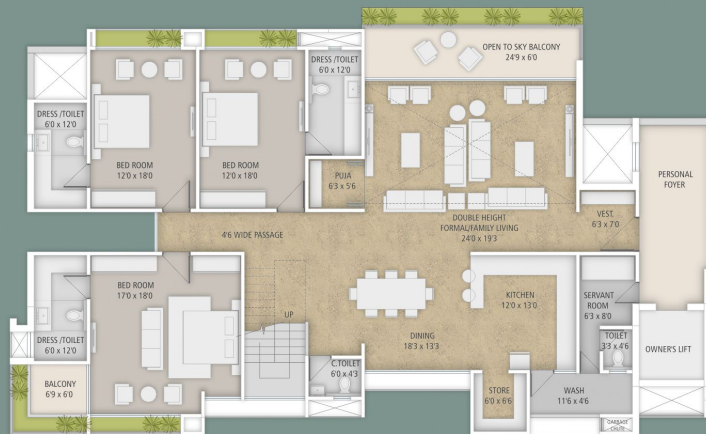 OPEN TO SKY BALCONY
24'9 x 6'0
DRESS /TOILET
6'0 x 12'0
DRESS /TOILET
6'0 x 12'0
BED ROOM
12'0 x 18'0
BED ROOM
12'0 x 18'0
PUJA
6'3 x 5'6
PERSONAL
FOYER
VEST.
6'3 x 7'0
DOUBLE HEIGHT
FORMAL/FAMILY LIVING
24'0 x 19'3
4'6 WIDE PASSAGE
BED ROOM
17'0 x 18'0
KITCHEN
12'0 x 13'0
SERVANT
ROOM
6'3 x 8'0
UP
DRESS /TOILET
6'0 x 12'0
DINING
18'3 x 13'3
TOILET
3'3 x 4'6
OWNER'S LIFT
C.TOILET
6'0 x 4'3
BALCONY
6'9 x 6'0
STORE
6'0 x 6'6
WASH
11'6 x 4'6
GARBAGE
CHUTE